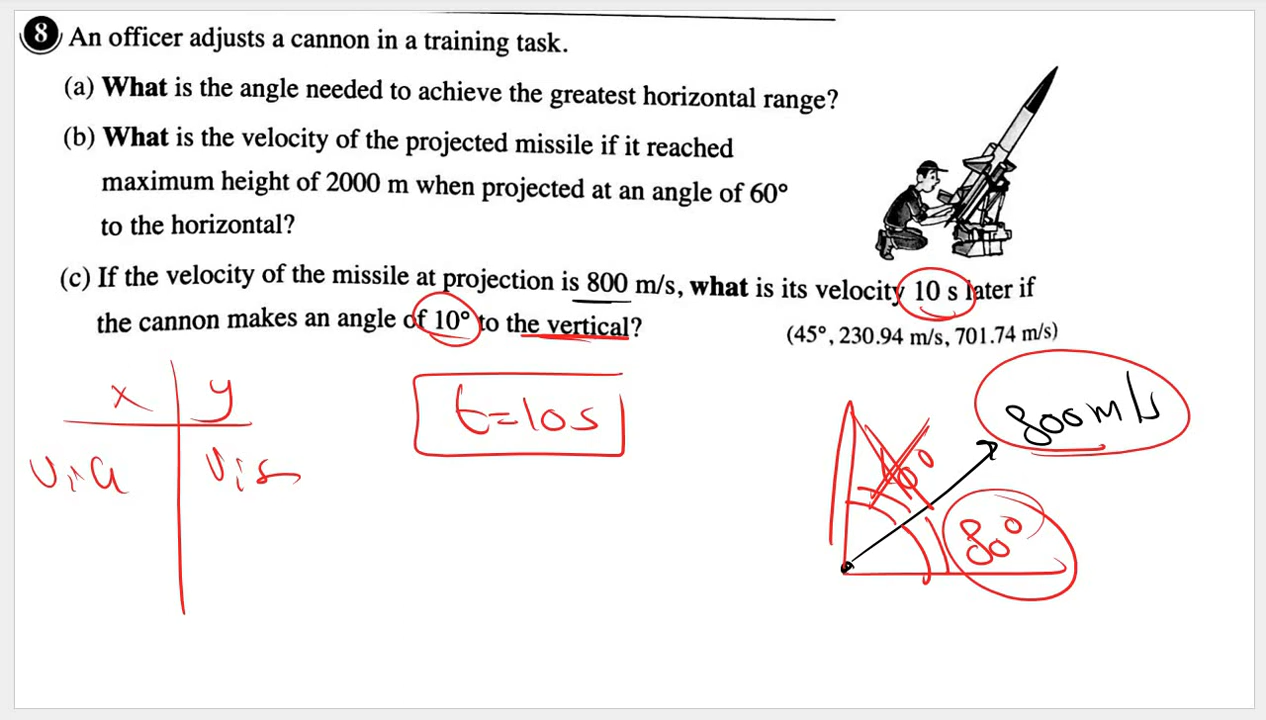 8 An officer adjusts a cannon in a training task.
(a) What is the angle needed to achieve the greatest horizontal range?
(b) What is the velocity of the projected missile if it reached
maximum height of 2000 m when projected at an angle of 60°
to the horizontal?
(c) If the velocity of the missile at projection is 800 m/s, what is its velocity 10 s later if
the cannon makes an angle of 10° to the vertical?
(45°, 230.94 m/s, 701.74 m/s)
x y
t=10s
800m/s
80°